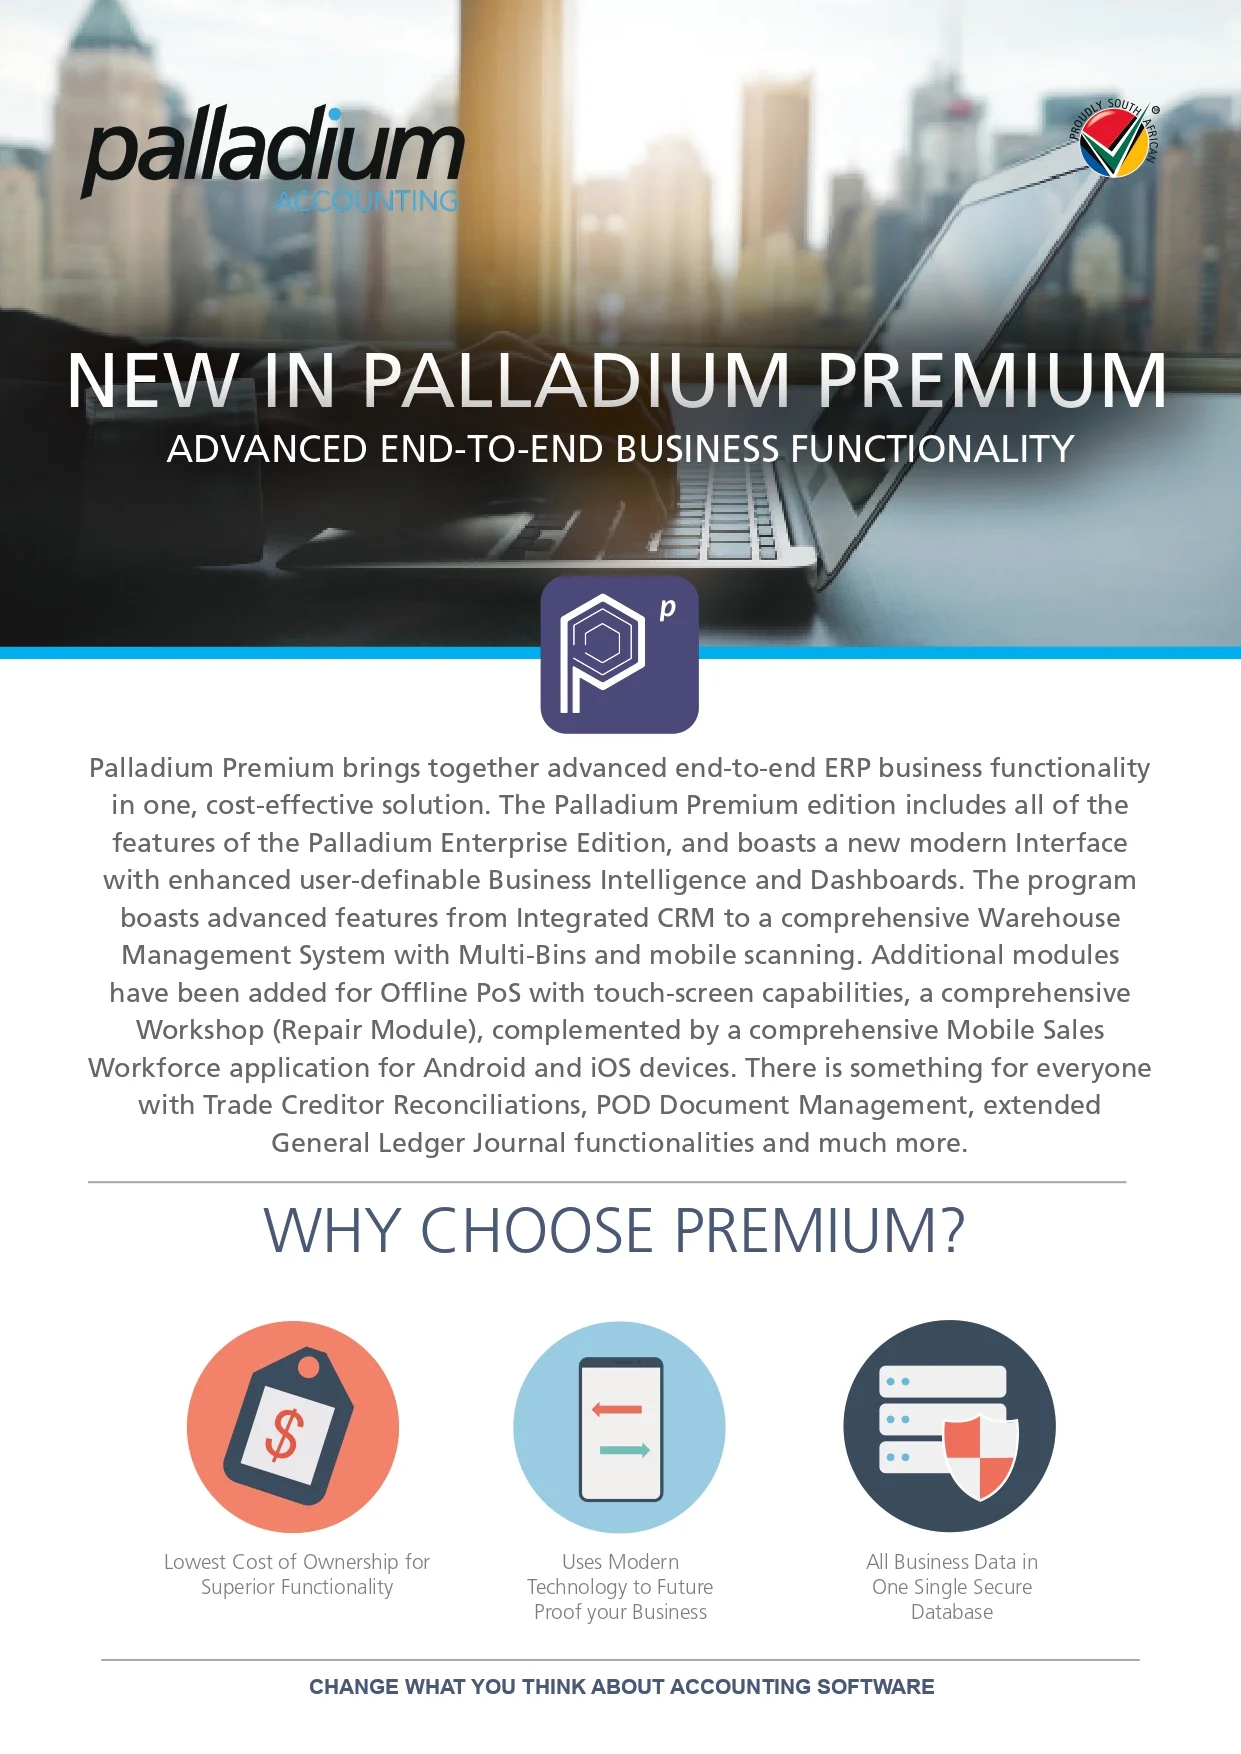 palladium
ACCOUNTING
PROUDLY SOUTH AFRICAN
NEW IN PALLADIUM PREMIUM
ADVANCED END-TO-END BUSINESS FUNCTIONALITY
p
Palladium Premium brings together advanced end-to-end ERP business functionality
in one, cost-effective solution. The Palladium Premium edition includes all of the
features of the Palladium Enterprise Edition, and boasts a new modern Interface
with enhanced user-definable Business Intelligence and Dashboards. The program
boasts advanced features from Integrated CRM to a comprehensive Warehouse
Management System with Multi-Bins and mobile scanning. Additional modules
have been added for Offline PoS with touch-screen capabilities, a comprehensive
Workshop (Repair Module), complemented by a comprehensive Mobile Sales
Workforce application for Android and iOS devices. There is something for everyone
with Trade Creditor Reconciliations, POD Document Management, extended
General Ledger Journal functionalities and much more.
WHY CHOOSE PREMIUM?
$
Lowest Cost of Ownership for
Superior Functionality
Uses Modern
Technology to Future
Proof your Business
All Business Data in
One Single Secure
Database
CHANGE WHAT YOU THINK ABOUT ACCOUNTING SOFTWARE